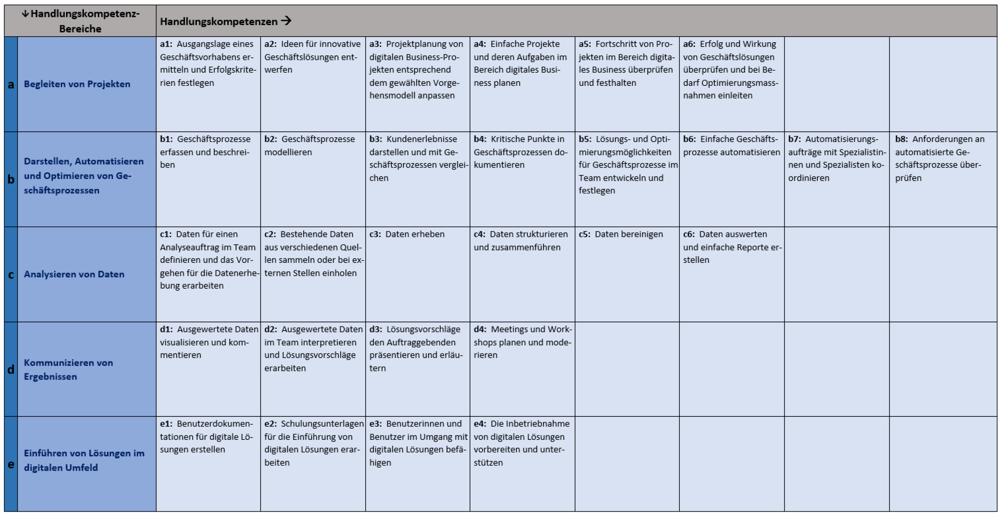 ↓Handlungskompetenz-
Bereiche
Handlungskompetenzen →
a
Begleiten von Projekten
a1: Ausgangslage eines
Geschäftsvorhabens er-
mitteln und Erfolgskrite-
rien festlegen
a2: Ideen für innovative
Geschäftslösungen ent-
werfen
a3: Projektplanung von
digitalen Business-Pro-
jekten entsprechend
dem gewählten Vorge-
hensmodell anpassen
a4: Einfache Projekte
und deren Aufgaben im
Bereich digitales Busi-
ness planen
a5: Fortschritt von Pro-
jekten im Bereich digita-
les Business überprüfen
und festhalten
a6: Erfolg und Wirkung
von Geschäftslösungen
überprüfen und bei Be-
darf Optimierungsmass-
nahmen einleiten
b
Darstellen, Automatisieren
und Optimieren von Ge-
schäftsprozessen
b1: Geschäftsprozesse
erfassen und beschrei-
ben
b2: Geschäftsprozesse
modellieren
b3: Kundenerlebnisse
darstellen und mit Ge-
schäftsprozessen verglei-
chen
b4: Kritische Punkte in
Geschäftsprozessen do-
kumentieren
b5: Lösungs- und Opti-
mierungsmöglichkeiten
für Geschäftsprozesse im
Team entwickeln und
festlegen
b6: Einfache Geschäfts-
prozesse automatisieren
b7: Automatisierungs-
aufträge mit Spezialistin-
nen und Spezialisten ko-
ordinieren
b8: Anforderungen an
automatisierte Ge-
schäftsprozesse über-
prüfen
c
Analysieren von Daten
c1: Daten für einen
Analyseauftrag im Team
definieren und das Vor-
gehen für die Datenerhe-
bung erarbeiten
c2: Bestehende Daten
aus verschiedenen Quel-
len sammeln oder bei ex-
ternen Stellen einholen
c3: Daten erheben
c4: Daten strukturieren
und zusammenführen
c5: Daten bereinigen
c6: Daten auswerten
und einfache Reporte er-
stellen
d
Kommunizieren von
Ergebnissen
d1: Ausgewertete Daten
visualisieren und kom-
mentieren
d2: Ausgewertete Daten
im Team interpretieren
und Lösungsvorschläge
erarbeiten
d3: Lösungsvorschläge
den Auftraggebenden
präsentieren und erläu-
tern
d4: Meetings und Work-
shops planen und mode-
rieren
e
Einführen von Lösungen im
digitalen Umfeld
e1: Benutzerdokumen-
tationen für digitale Lö-
sungen erstellen
e2: Schulungsunterlagen
für die Einführung von
digitalen Lösungen erar-
beiten
e3: Benutzerinnen und
Benutzer im Umgang mit
digitalen Lösungen befä-
higen
e4: Die Inbetriebnahme
von digitalen Lösungen
vorbereiten und unter-
stützen